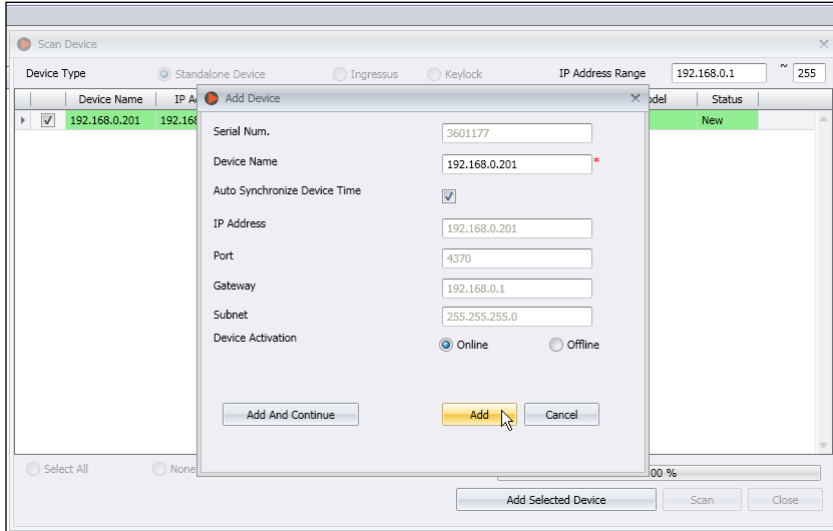 Scan Device
Device Type Standalone Device Ingressus Keylock IP Address Range 192.168.0.1 ~ 255
Device Name IP A Status
192.168.0.201 192.168 New
Add Device
Serial Num. 3601177
Device Name 192.168.0.201 *
Auto Synchronize Device Time
IP Address 192.168.0.201
Port 4370
Gateway 192.168.0.1
Subnet 255.255.255.0
Device Activation Online Offline
Add And Continue Add Cancel
Select All None 00 %
Add Selected Device Scan Close